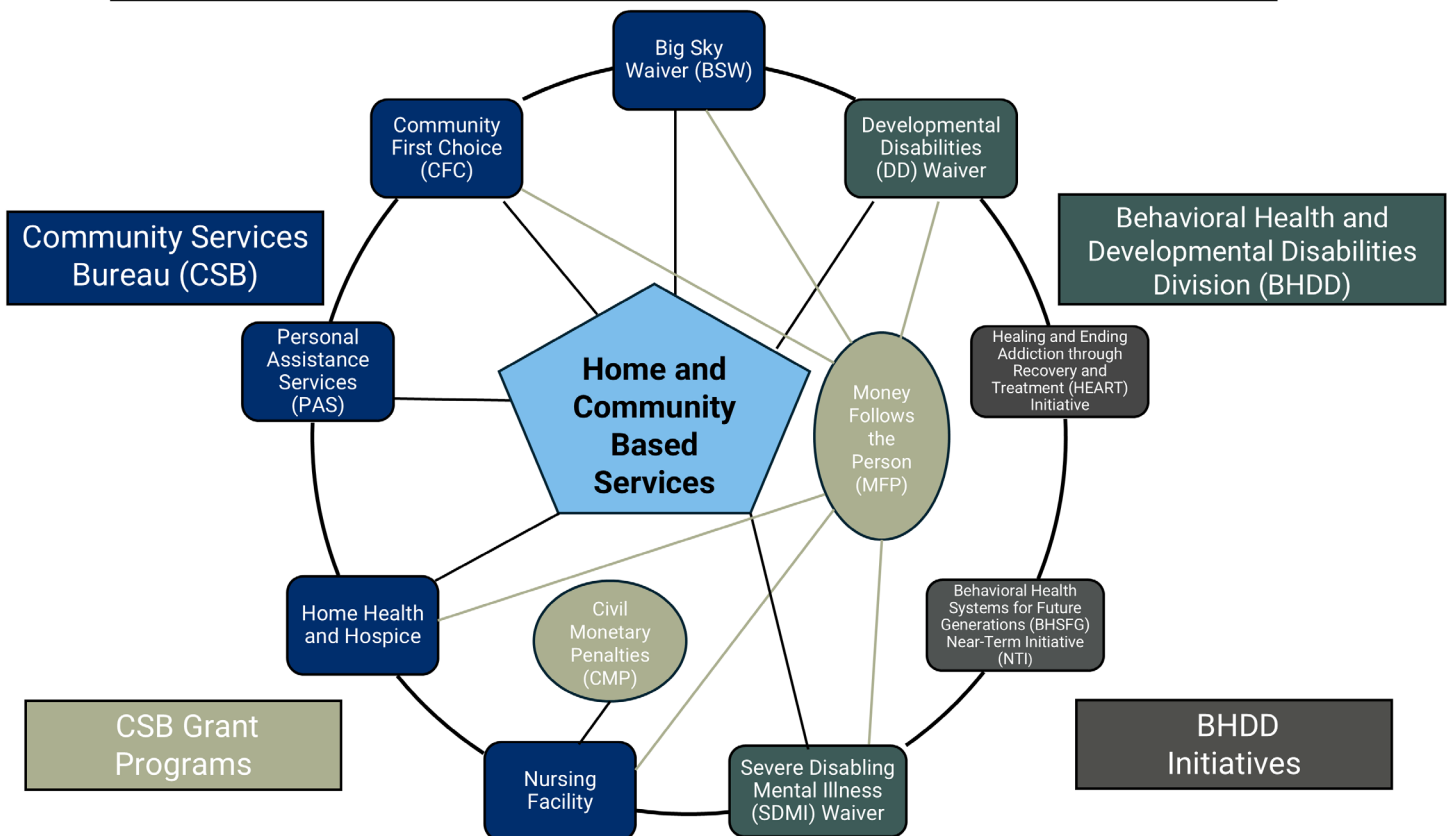 Big Sky
Waiver (BSW)
Community
First Choice
(CFC)
Developmental
Disabilities
(DD) Waiver
Community Services
Bureau (CSB)
Behavioral Health and
Developmental Disabilities
Division (BHDD)
Personal
Assistance
Services
(PAS)
Home and
Community
Based
Services
Money
Follows
the
Person
(MFP)
Healing and Ending
Addiction through
Recovery and
Treatment (HEART)
Initiative
Home Health
and Hospice
Civil
Monetary
Penalties
(CMP)
Behavioral Health
Systems for Future
Generations (BHSFG)
Near-Term Initiative
(NTI)
CSB Grant
Programs
Nursing
Facility
Severe Disabling
Mental Illness
(SDMI) Waiver
BHDD
Initiatives